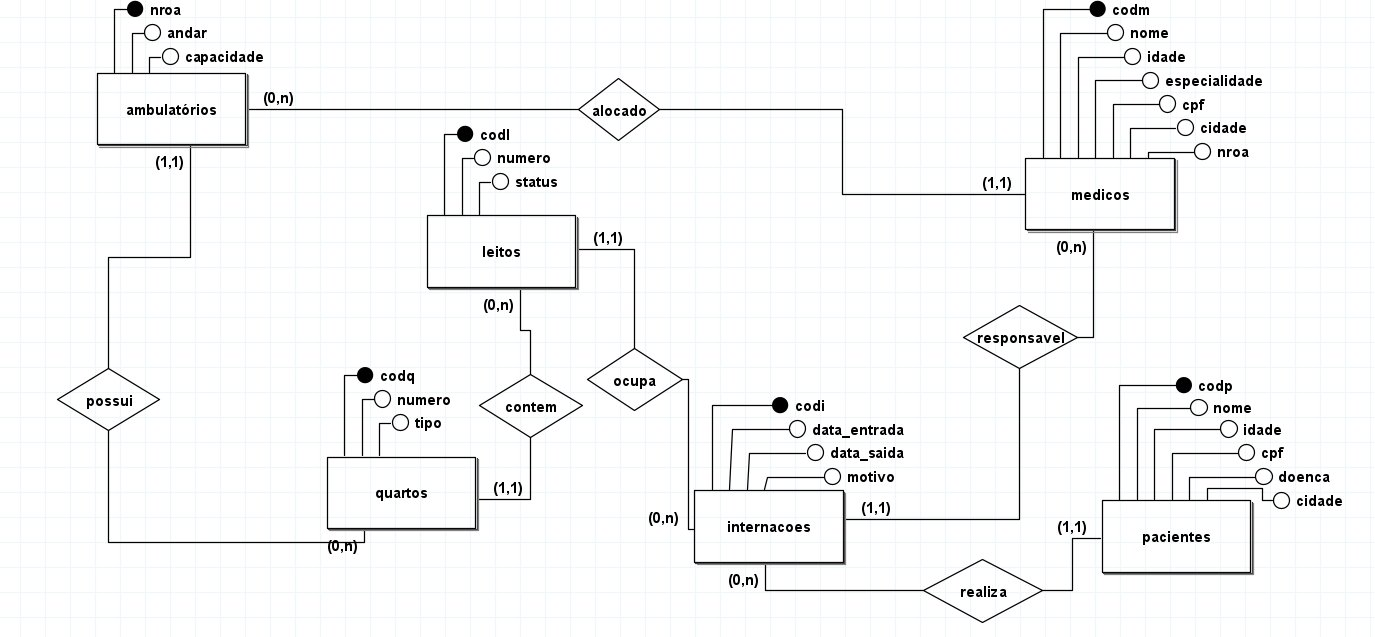 nroa
andar
capacidade
ambulatórios
(0,n)
(1,1)
alocado
codm
nome
idade
especialidade
cpf
cidade
nroa
medicos
(1,1)
(0,n)
codl
numero
status
leitos
(1,1)
(0,n)
possui
(0,n)
codq
numero
tipo
quartos
(1,1)
contem
ocupa
responsavel
codi
data_entrada
data_saida
motivo
internacoes
(0,n)
(1,1)
(0,n)
realiza
codp
nome
idade
cpf
doenca
cidade
pacientes
(1,1)